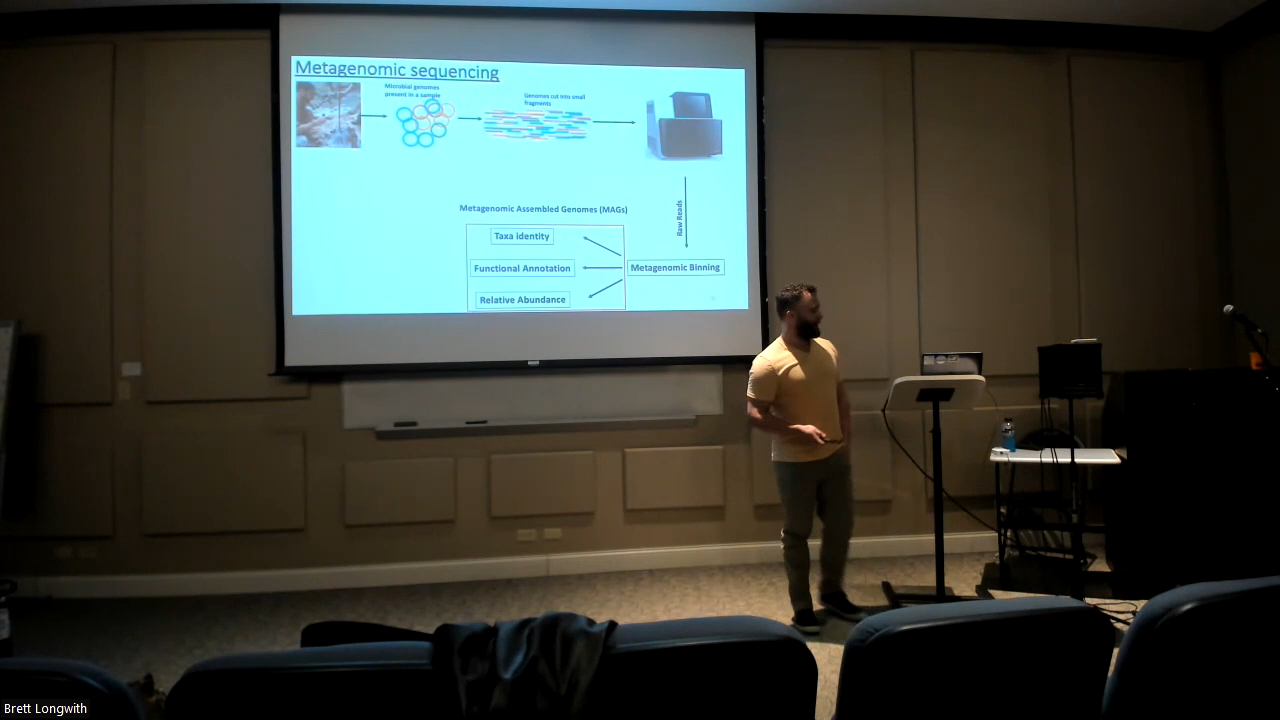 Metagenomic sequencing
Microbial genomes
present in a sample
Genomes cut into small
fragments
Raw Reads
Metagenomic Assembled Genomes (MAGs)
Taxa identity
Functional Annotation
Metagenomic Binning
Relative Abundance
Brett Longwith